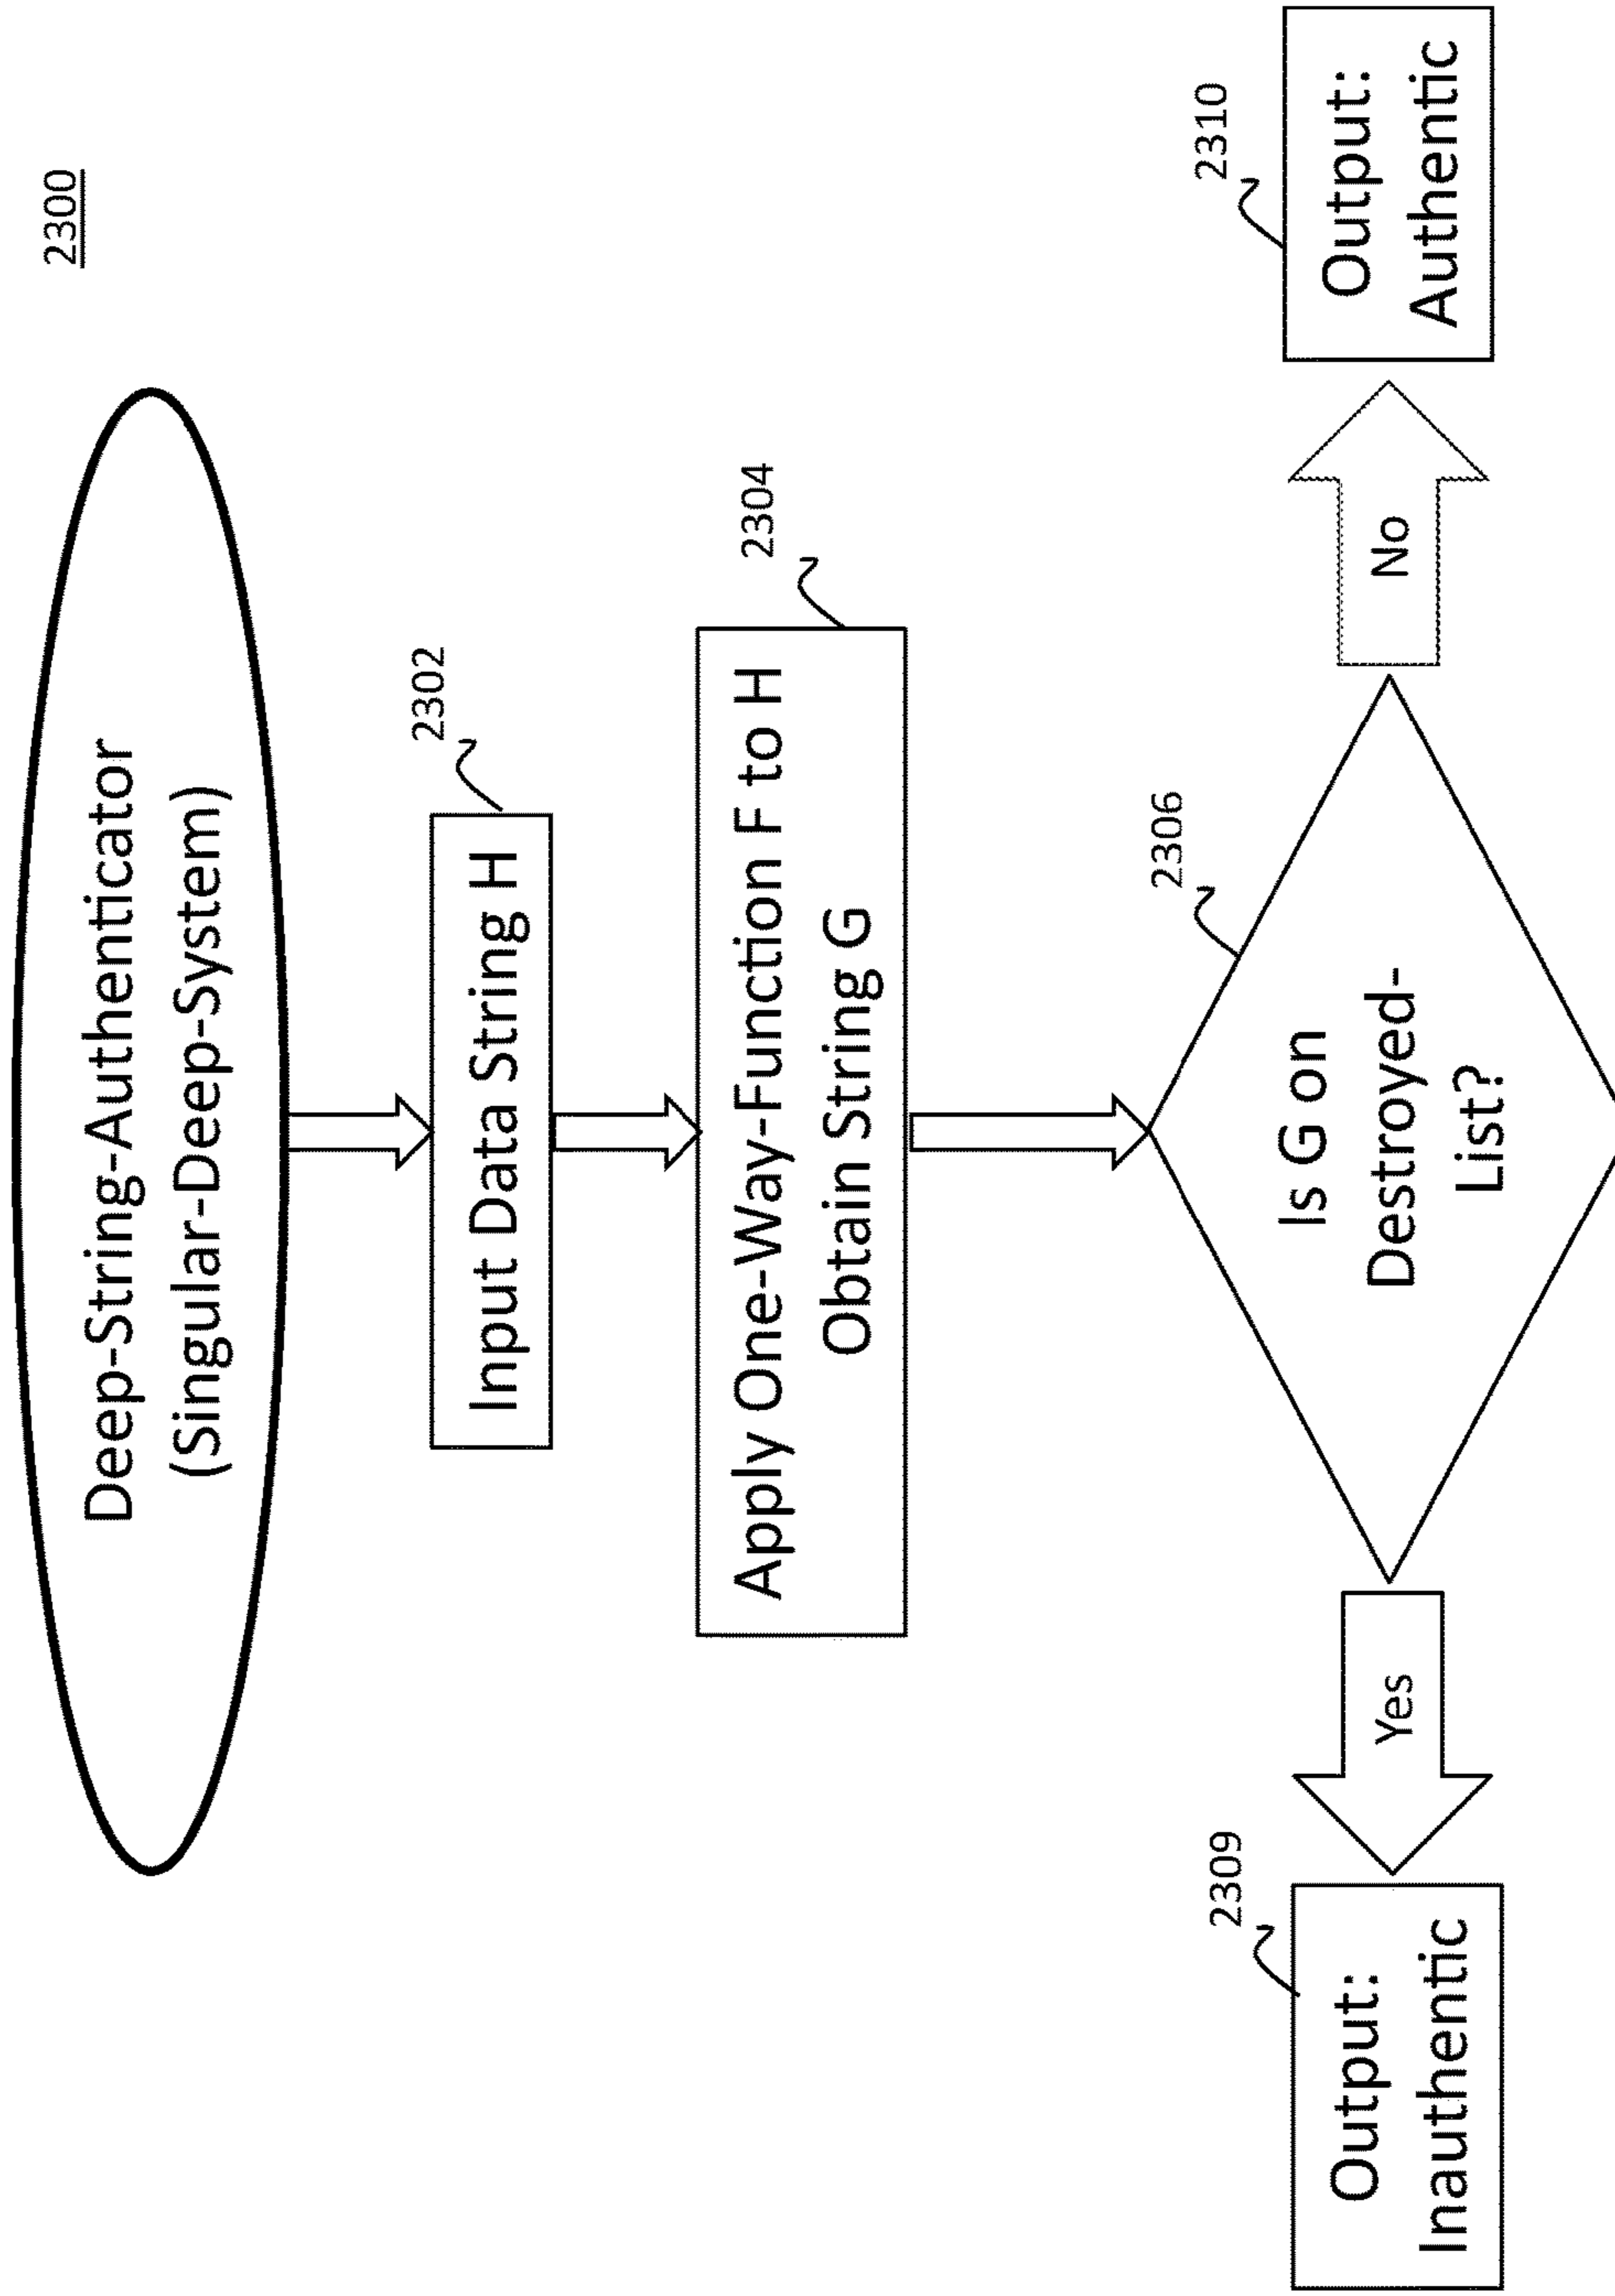 2300
Deep-String-Authenticator
(Singular-Deep-System)
2302
Input Data String H
2304
Apply One-Way-Function F to H
Obtain String G
2306
Is G on
Destroyed-
List?
Yes
No
2309
Output:
Inauthentic
2310
Output:
Authentic